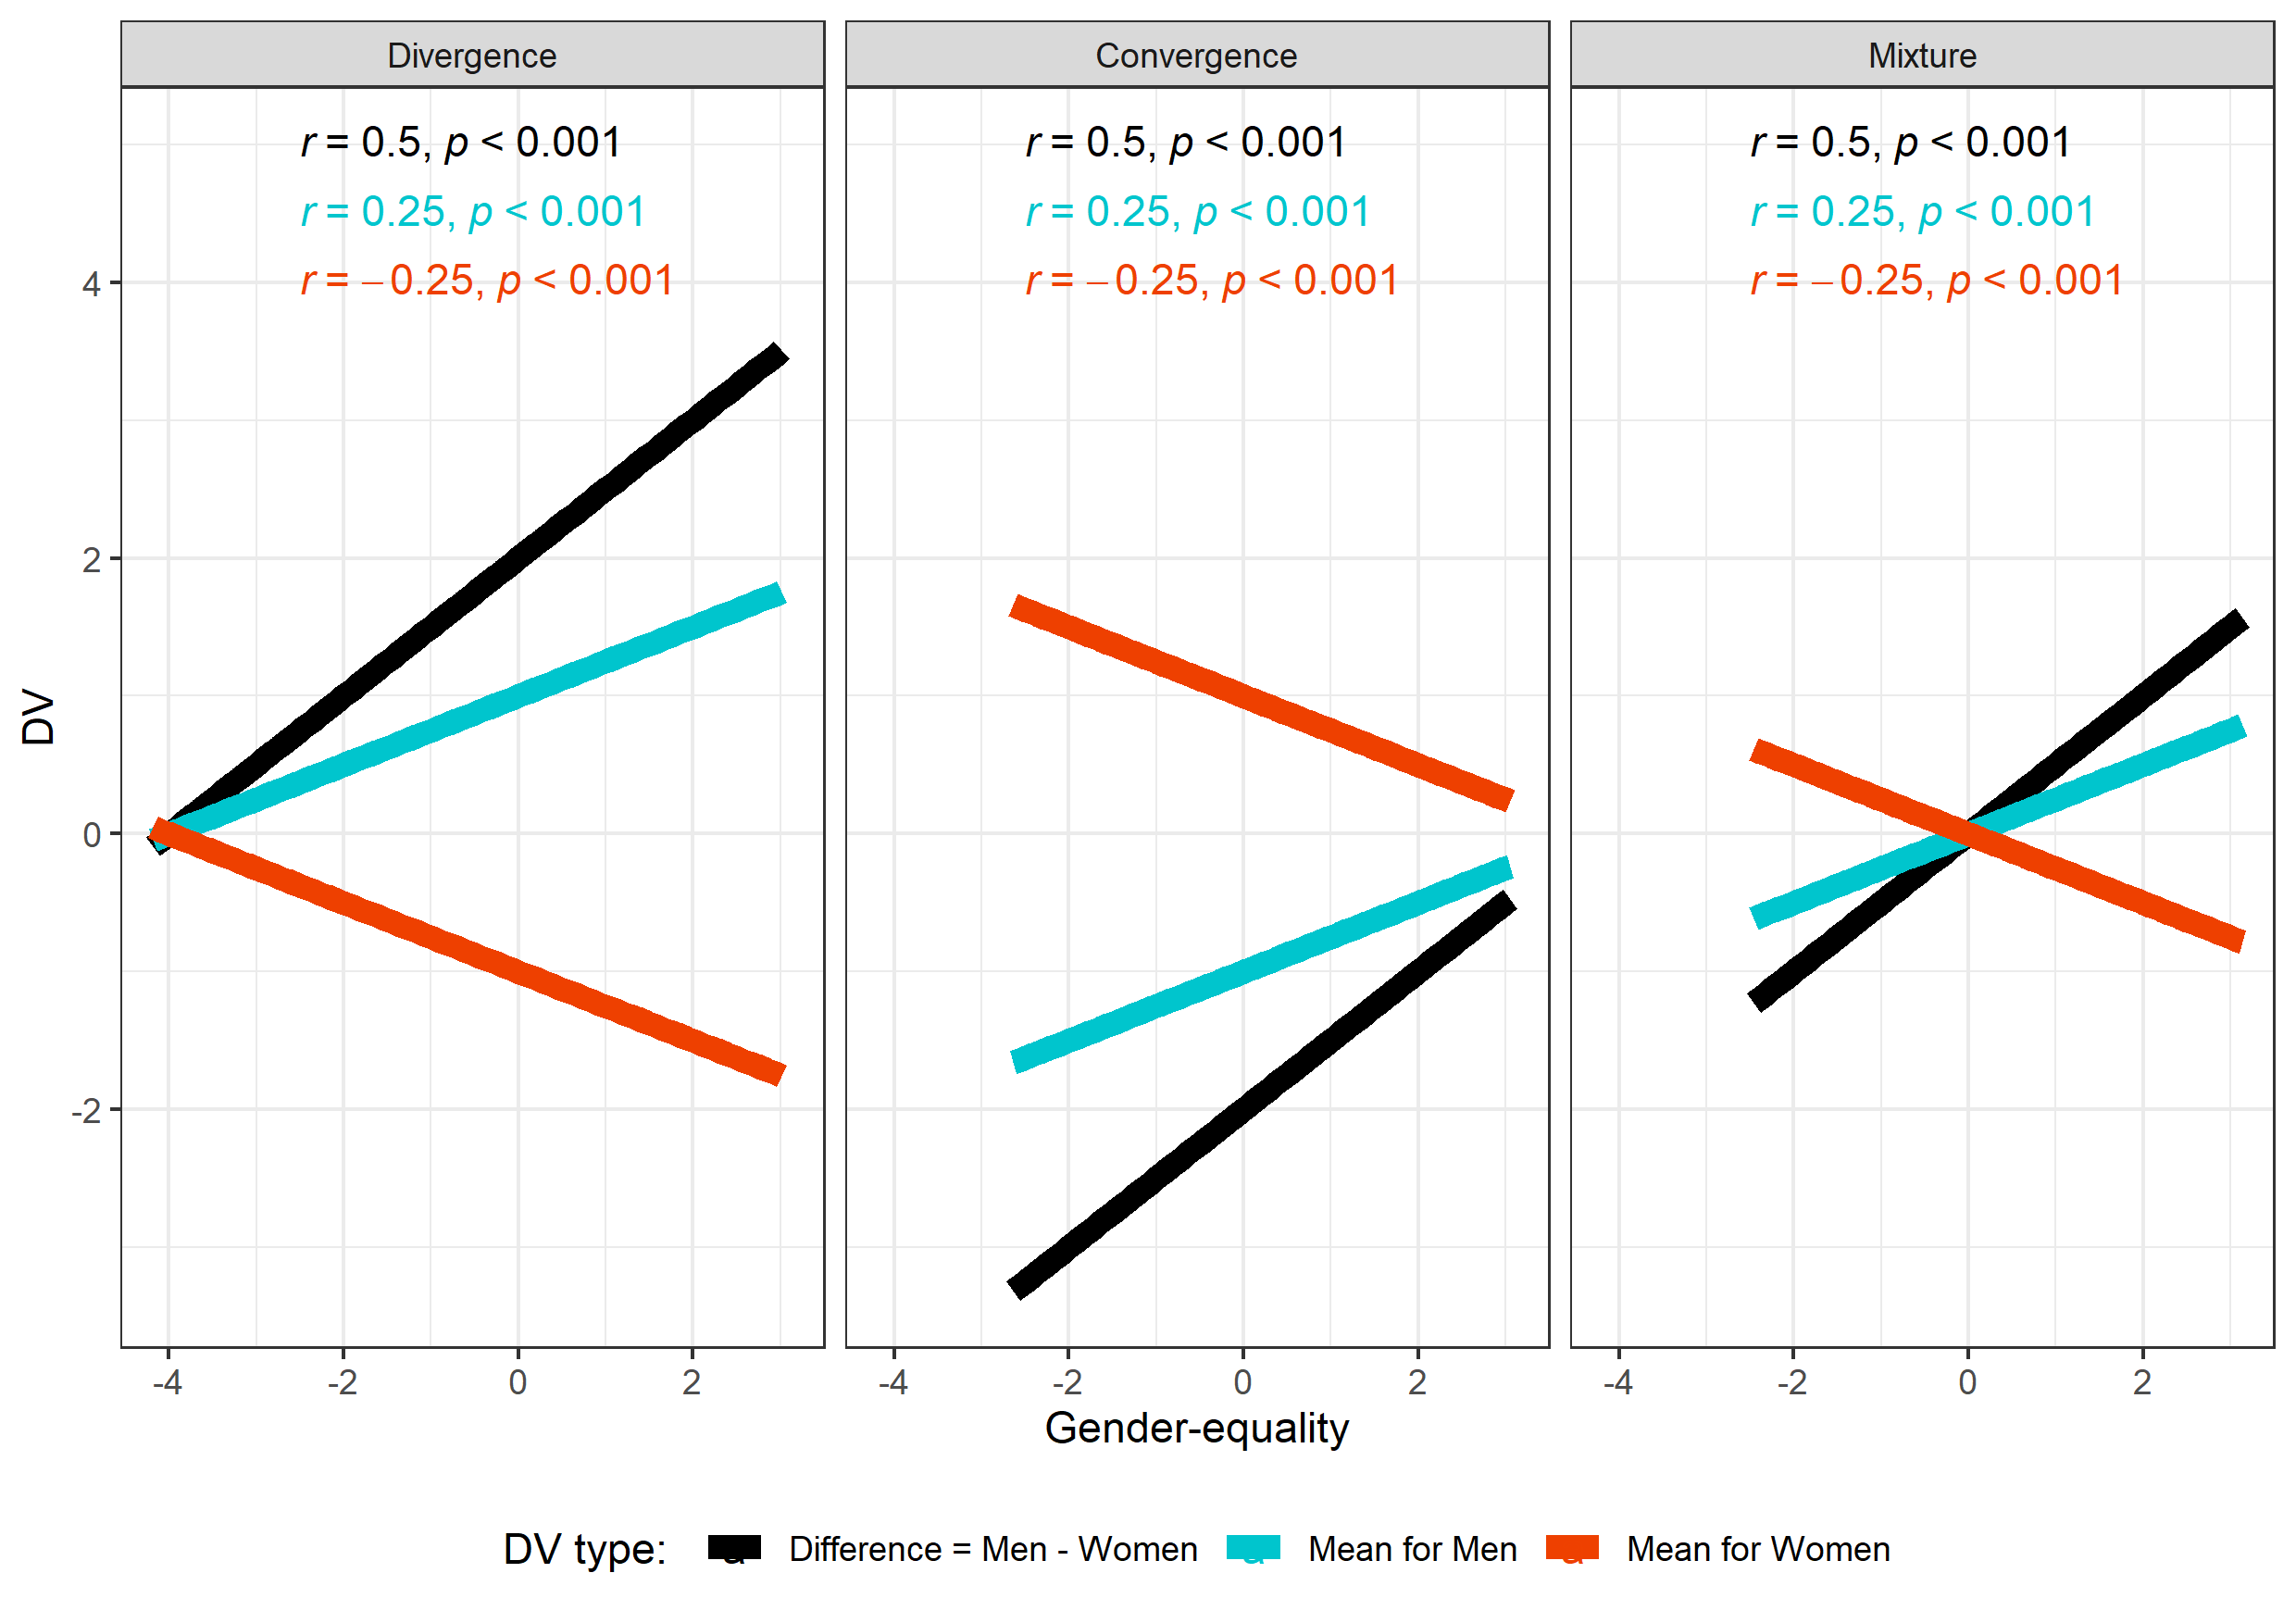 Divergence
Convergence
Mixture
r = 0.5, p < 0.001
r = 0.25, p < 0.001
r = −0.25, p < 0.001
r = 0.5, p < 0.001
r = 0.25, p < 0.001
r = −0.25, p < 0.001
r = 0.5, p < 0.001
r = 0.25, p < 0.001
r = −0.25, p < 0.001
4
2
0
-2
DV
-4 -2 0 2
-4 -2 0 2
-4 -2 0 2
Gender-equality
DV type: Difference = Men - Women Mean for Men Mean for Women